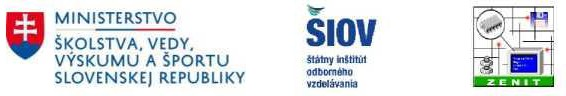 MINISTERSTVO
ŠKOLSTVA, VEDY,
VÝSKUMU A ŠPORTU
SLOVENSKEJ REPUBLIKY
ŠIOV
štátny inštitút
odborného
vzdelávania
ZENIT